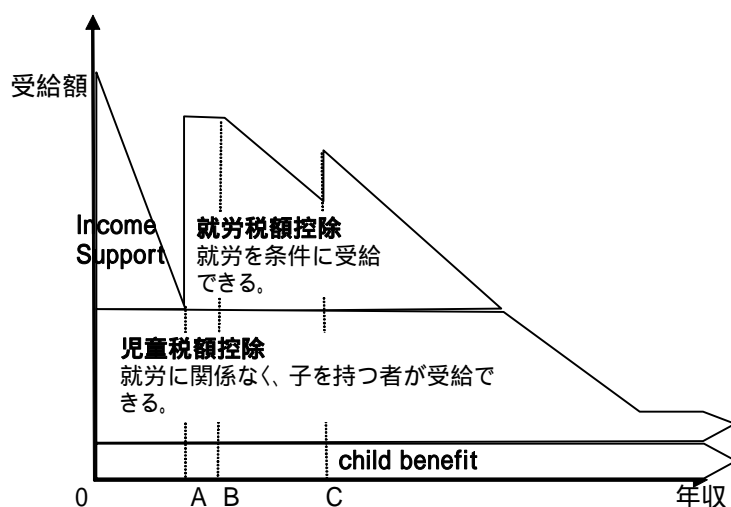 受給額
Income
Support
就労税額控除
就労を条件に受給
できる。
児童税額控除
就労に関係なく、子を持つ者が受給で
きる。
child benefit
0 A B C 年収